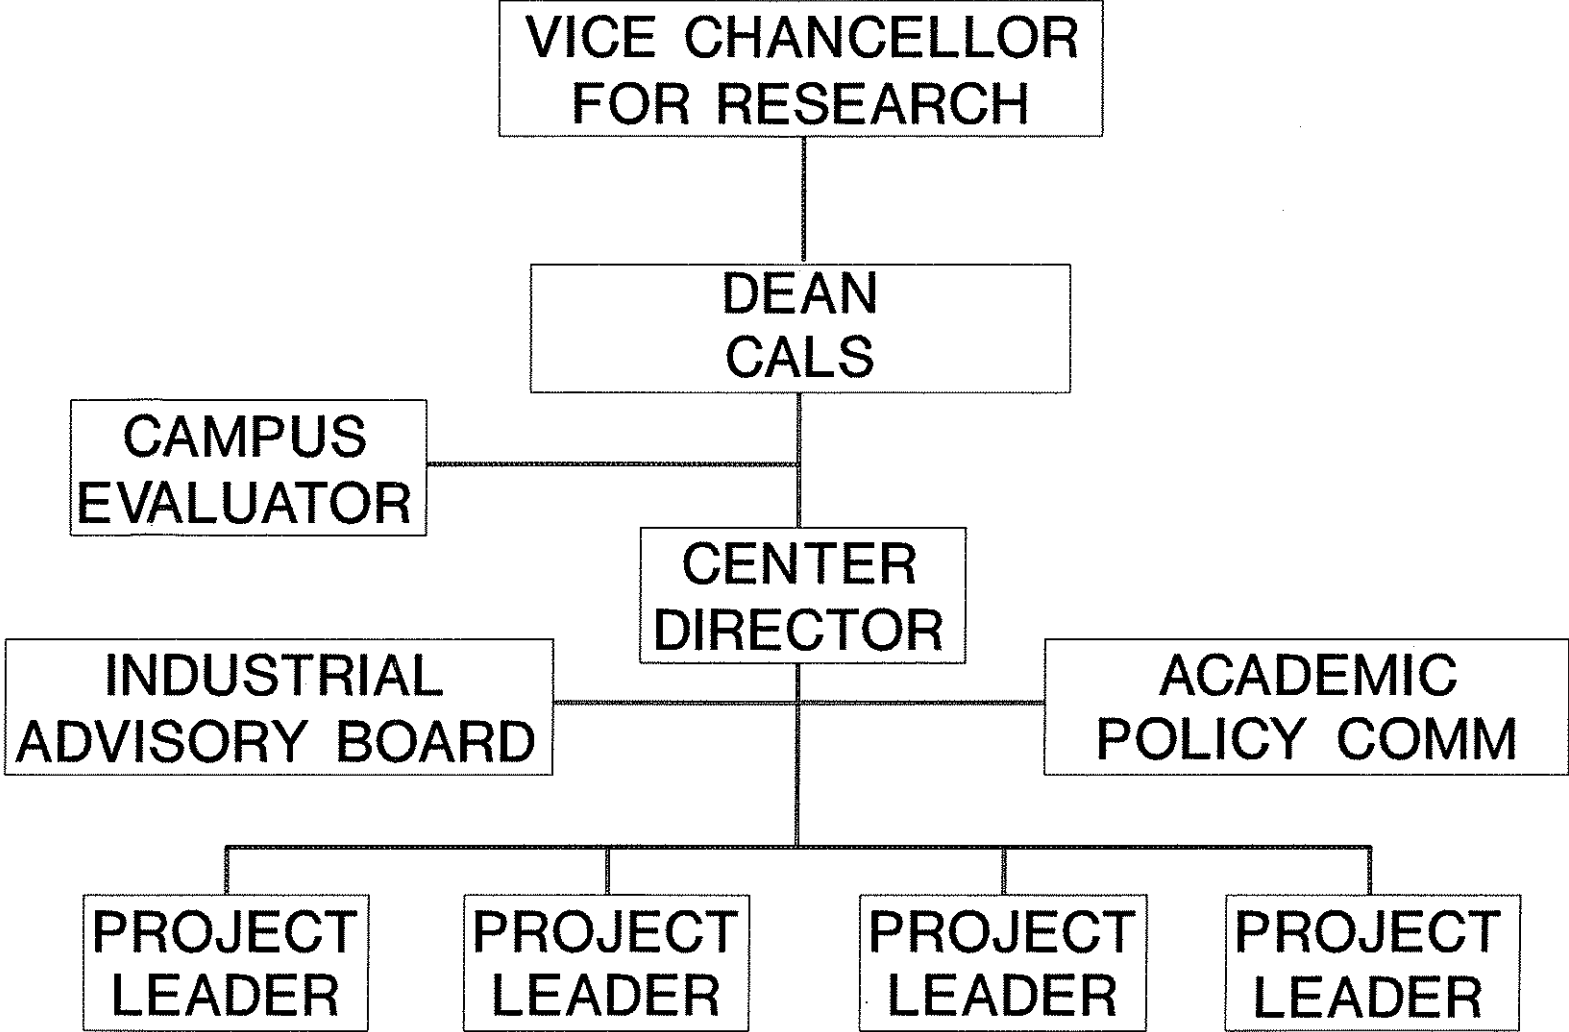 VICE CHANCELLOR
FOR RESEARCH
DEAN
CALS
CAMPUS
EVALUATOR
CENTER
DIRECTOR
INDUSTRIAL
ADVISORY BOARD
ACADEMIC
POLICY COMM
PROJECT
LEADER
PROJECT
LEADER
PROJECT
LEADER
PROJECT
LEADER